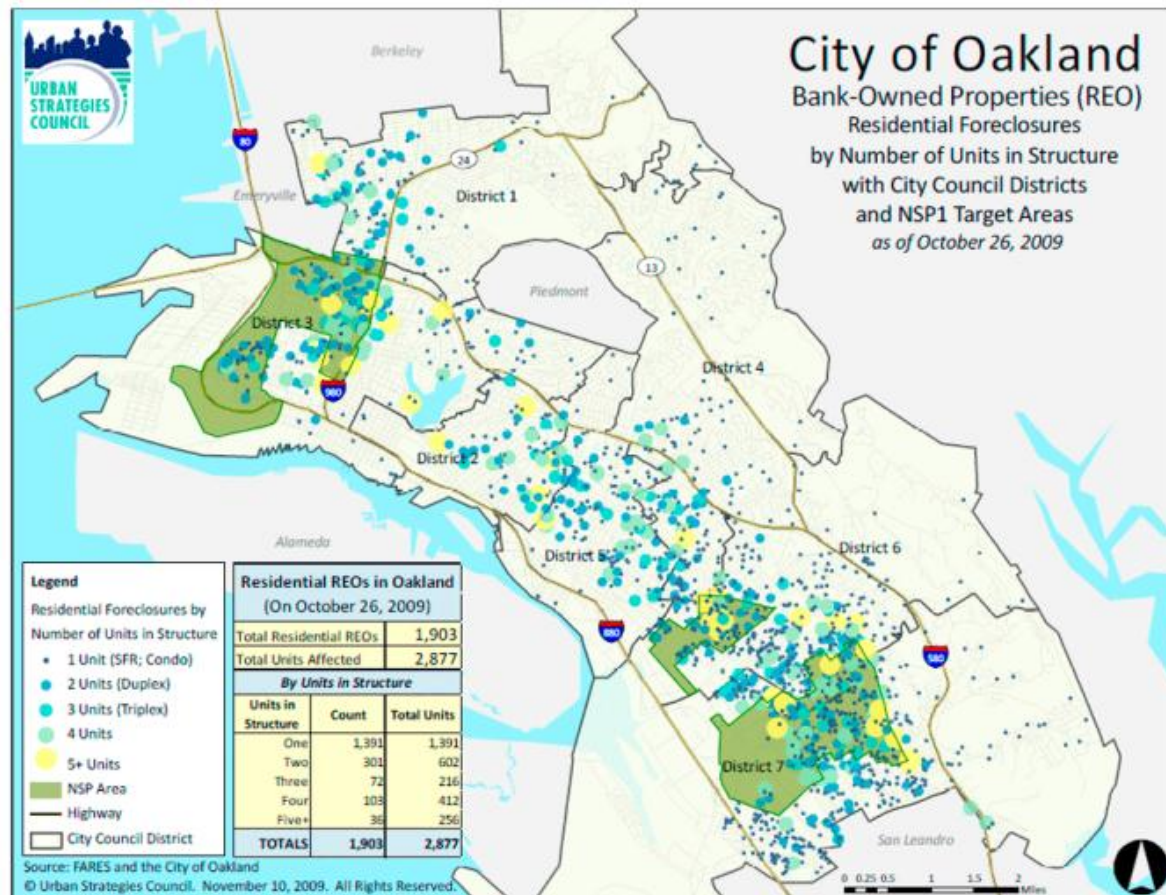 URBAN
STRATEGIES
COUNCIL
City of Oakland
Bank-Owned Properties (REO)
Residential Foreclosures
by Number of Units in Structure
with City Council Districts
and NSP1 Target Areas
as of October 26, 2009
Berkeley
80
24
Emeryville
District 1
13
Piedmont
District 3
District 4
980
District 2
Alameda
District 5
District 6
880
580
District 7
San Leandro
Legend
Residential Foreclosures by
Number of Units in Structure
1 Unit (SFR; Condo)
2 Units (Duplex)
3 Units (Triplex)
4 Units
5+ Units
NSP Area
Highway
City Council District
Residential REOs in Oakland
(On October 26, 2009)
Total Residential REOs 1,903
Total Units Affected 2,877
By Units in Structure
Units in Structure Count Total Units
One 1,391 1,391
Two 301 602
Three 72 216
Four 103 412
Five+ 36 256
TOTALS 1,903 2,877
Source: FARES and the City of Oakland
© Urban Strategies Council. November 10, 2009. All Rights Reserved.
0 0.25 0.5 1 1.5 2
Miles